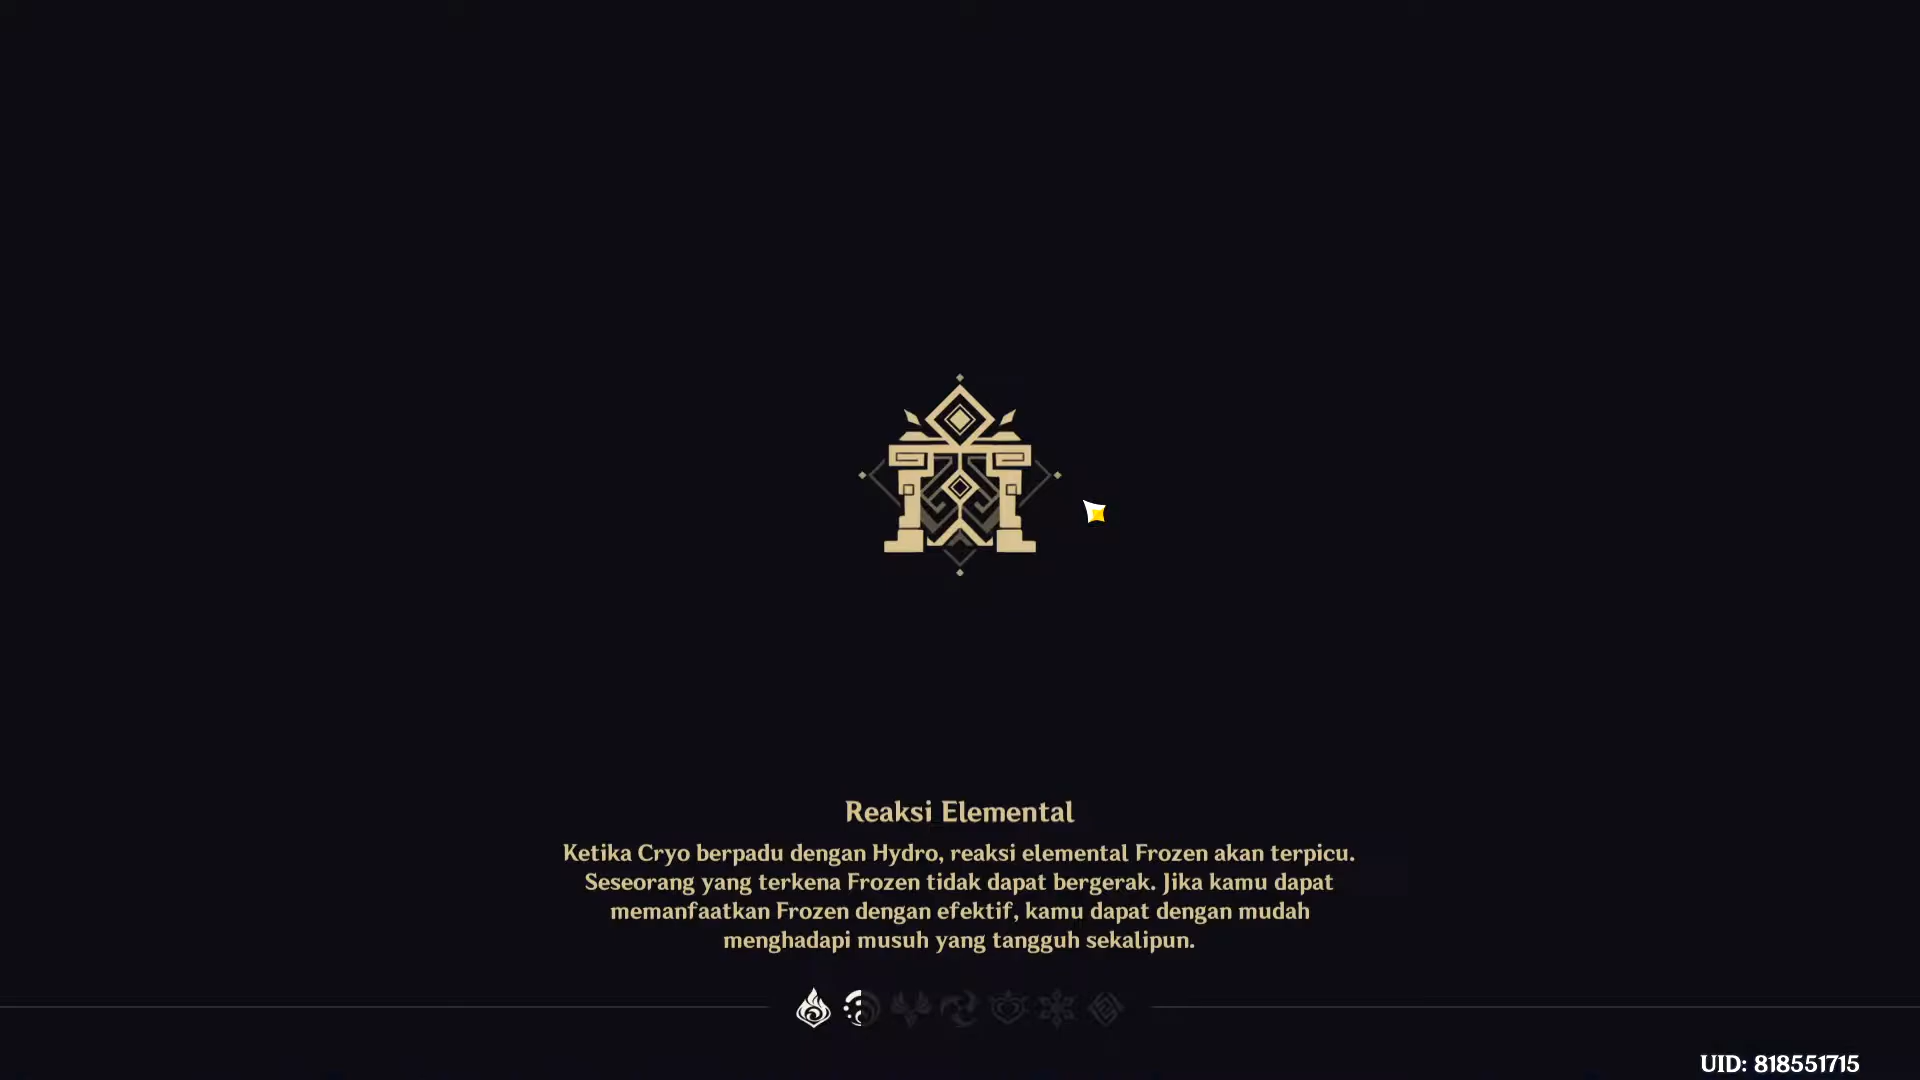 Reaksi Elemental
Ketika Cryo berpadu dengan Hydro, reaksi elemental Frozen akan terpicu.
Seseorang yang terkena Frozen tidak dapat bergerak. Jika kamu dapat
memanfaatkan Frozen dengan efektif, kamu dapat dengan mudah
menghadapi musuh yang tangguh sekalipun.
UID: 818551715